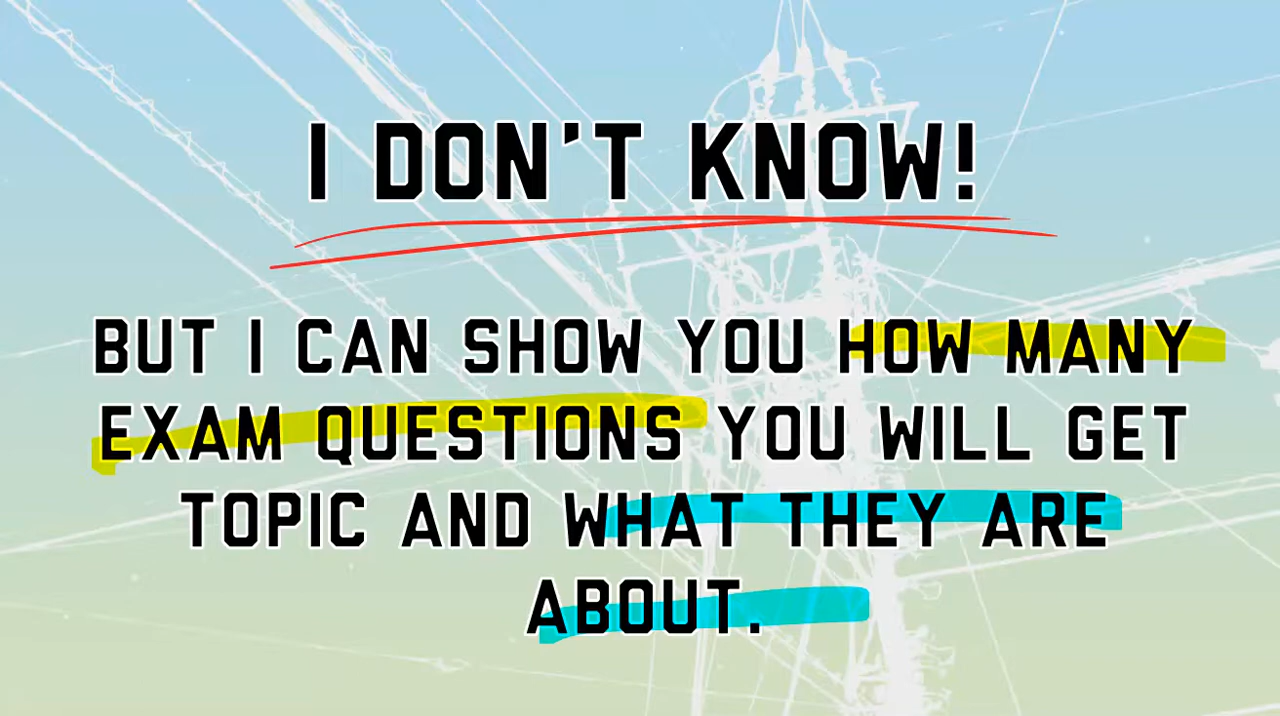 I DON'T KNOW!
BUT I CAN SHOW YOU HOW MANY
EXAM QUESTIONS YOU WILL GET
TOPIC AND WHAT THEY ARE
ABOUT.